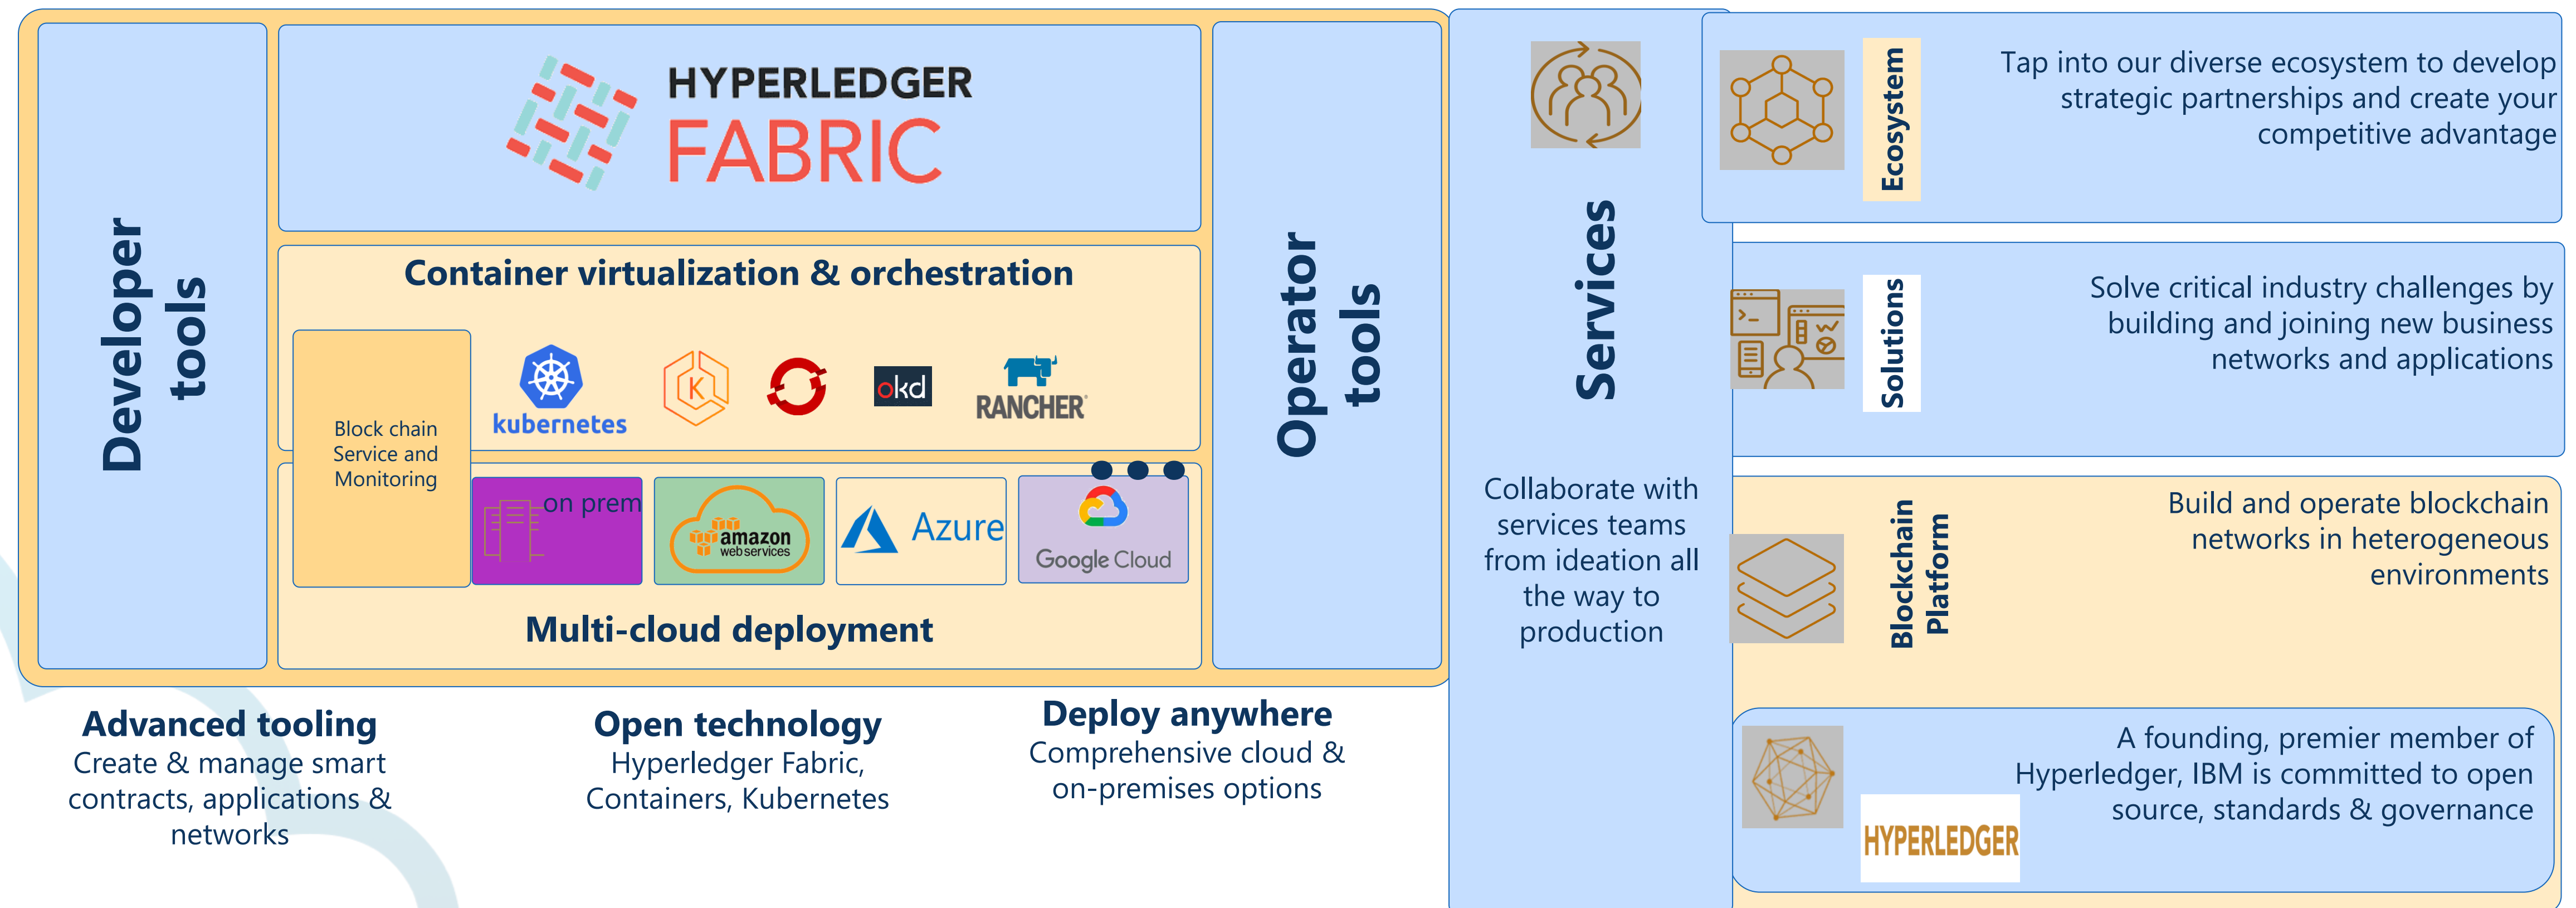 Developer
tools
HYPERLEDGER
FABRIC
Container virtualization & orchestration
Block chain
Service and
Monitoring
kubernetes
K
okd
RANCHER
on prem
amazon
web services
Azure
Google Cloud
Multi-cloud deployment
Operator
tools
Advanced tooling
Create & manage smart
contracts, applications &
networks
Open technology
Hyperledger Fabric,
Containers, Kubernetes
Deploy anywhere
Comprehensive cloud &
on-premises options
Services
Collaborate with
services teams
from ideation all
the way to
production
Ecosystem
Tap into our diverse ecosystem to develop
strategic partnerships and create your
competitive advantage
Solutions
Solve critical industry challenges by
building and joining new business
networks and applications
Blockchain
Platform
Build and operate blockchain
networks in heterogeneous
environments
A founding, premier member of
Hyperledger, IBM is committed to open
source, standards & governance
HYPERLEDGER